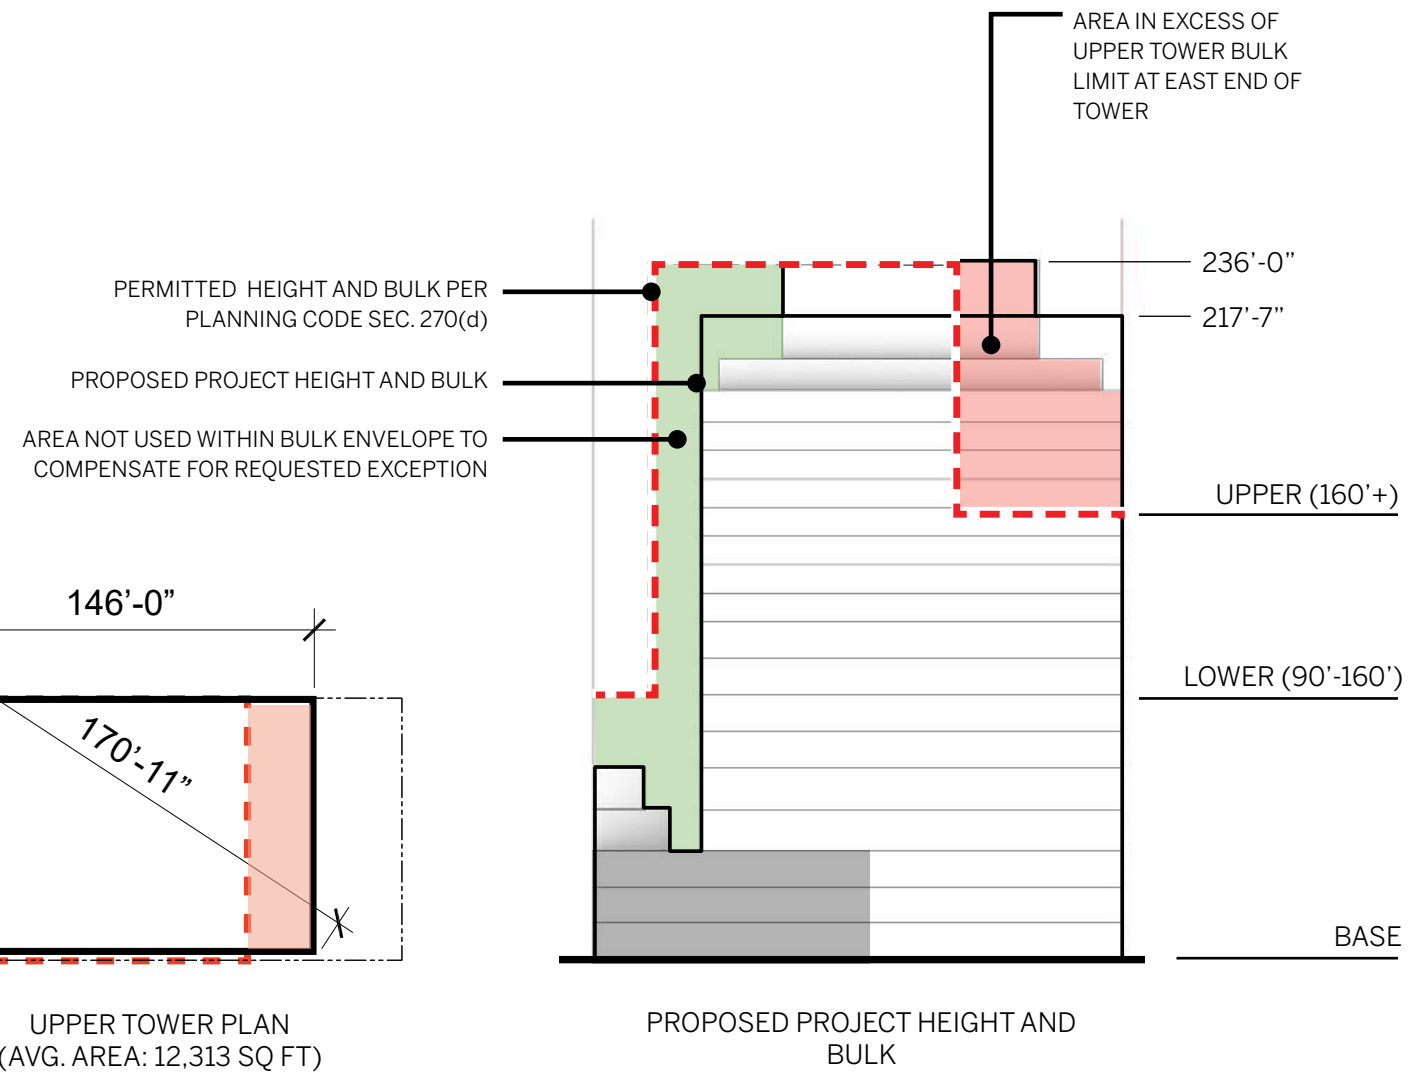 AREA IN EXCESS OF
UPPER TOWER BULK
LIMIT AT EAST END OF
TOWER
PERMITTED HEIGHT AND BULK PER
PLANNING CODE SEC. 270(d)
PROPOSED PROJECT HEIGHT AND BULK
AREA NOT USED WITHIN BULK ENVELOPE TO
COMPENSATE FOR REQUESTED EXCEPTION
236’-0”
217’-7”
UPPER (160’+)
LOWER (90’-160’)
BASE
146’-0”
170’-11”
UPPER TOWER PLAN
(AVG. AREA: 12,313 SQ FT)
PROPOSED PROJECT HEIGHT AND
BULK